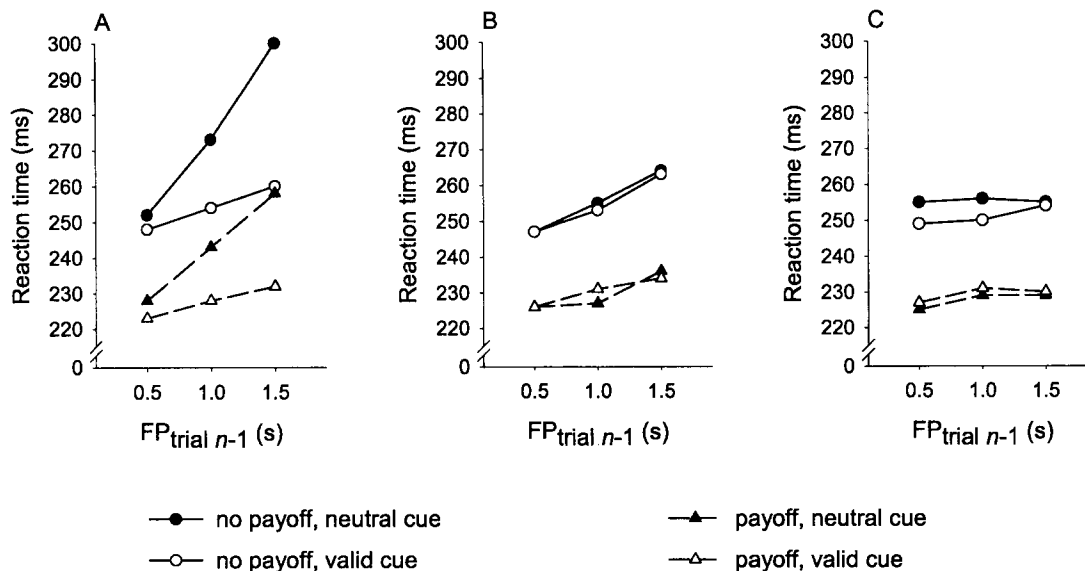 A
300
290
280
270
260
250
240
230
220
0
Reaction time (ms)
0.5 1.0 1.5
FPtrial n-1 (s)
B
300
290
280
270
260
250
240
230
220
0
Reaction time (ms)
0.5 1.0 1.5
FPtrial n-1 (s)
C
300
290
280
270
260
250
240
230
220
0
Reaction time (ms)
0.5 1.0 1.5
FPtrial n-1 (s)
no payoff, neutral cue
no payoff, valid cue
payoff, neutral cue
payoff, valid cue